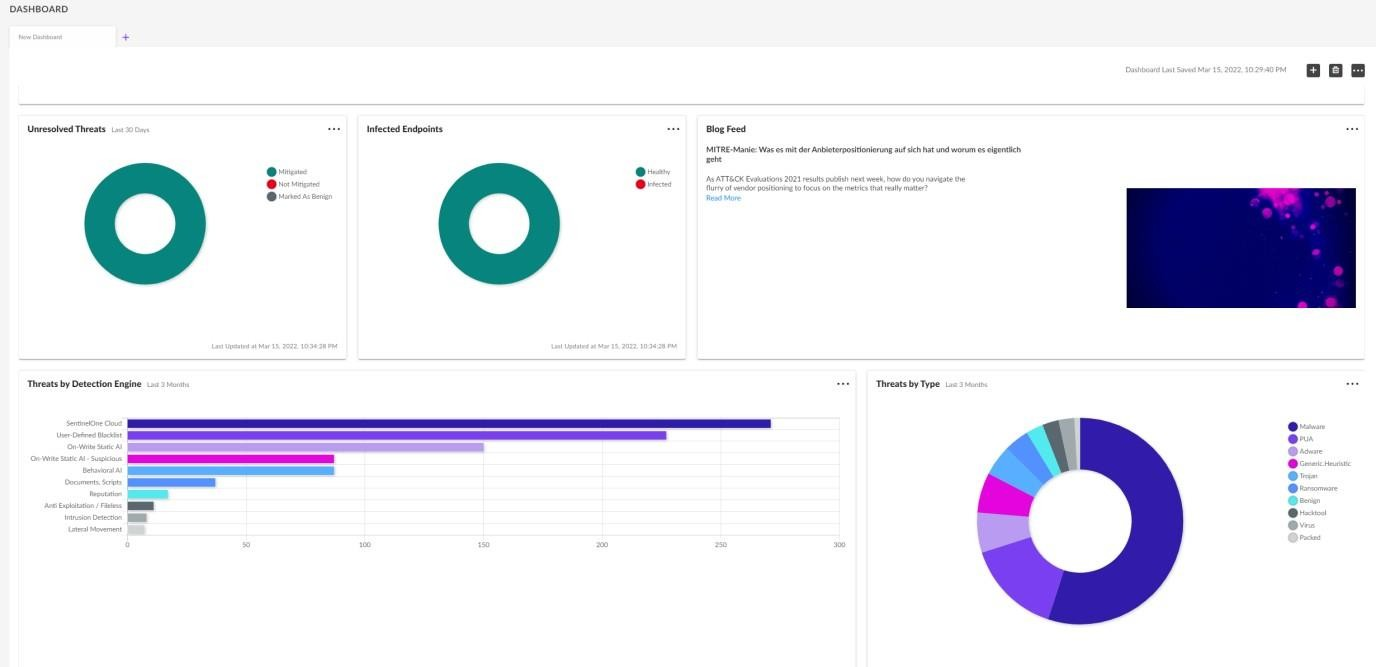 DASHBOARD
New Dashboard
+
Dashboard Last Saved Mar 15, 2022, 10:29:40 PM
Unresolved Threats Last 30 Days
Mitigated
Not Mitigated
Marked As Benign
Last Updated at Mar 15, 2022, 10:34:28 PM
Infected Endpoints
Healthy
Infected
Last Updated at Mar 15, 2022, 10:34:28 PM
Blog Feed
MITRE-Manie: Was es mit der Anbieterpositionierung auf sich hat und worum es eigentlich
geht
As ATT&CK Evaluations 2021 results publish next week, how do you navigate the
flurry of vendor positioning to focus on the metrics that really matter?
Read More
Threats by Detection Engine Last 3 Months
SentinelOne Cloud
User-Defined Blacklist
On-Write Static AI
On-Write Static AI - Suspicious
Behavioral AI
Documents, Scripts
Reputation
Anti Exploitation / Fileless
Intrusion Detection
Lateral Movement
0 50 100 150 200 250 300
Threats by Type Last 3 Months
Malware
PUA
Adware
Generic.Heuristic
Trojan
Ransomware
Benign
Hacktool
Virus
Packed